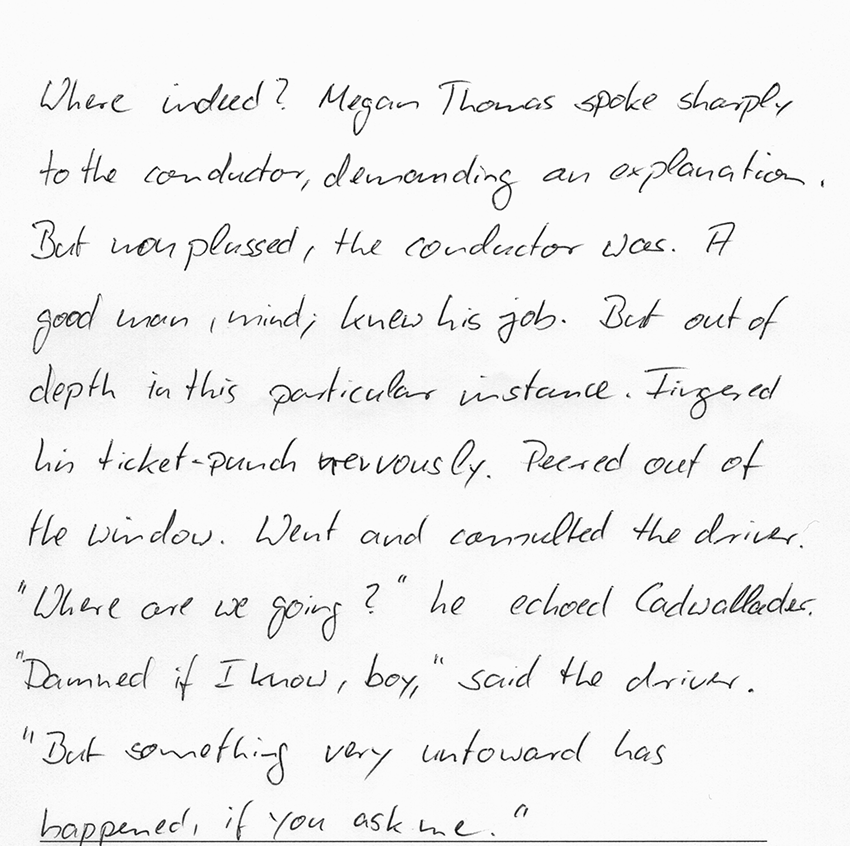 Where indeed? Megan Thomas spoke sharply
to the conductor, demanding an explanation.
But nonplussed, the conductor was. A
good man, mind; knew his job. But out of
depth in this particular instance. Fingered
his ticket-punch nervously. Peered out of
the window. Went and consulted the driver.
"Where are we going?" he echoed Cadwallader.
"Damned if I know, boy," said the driver.
"But something very untoward has
happened, if you ask me."